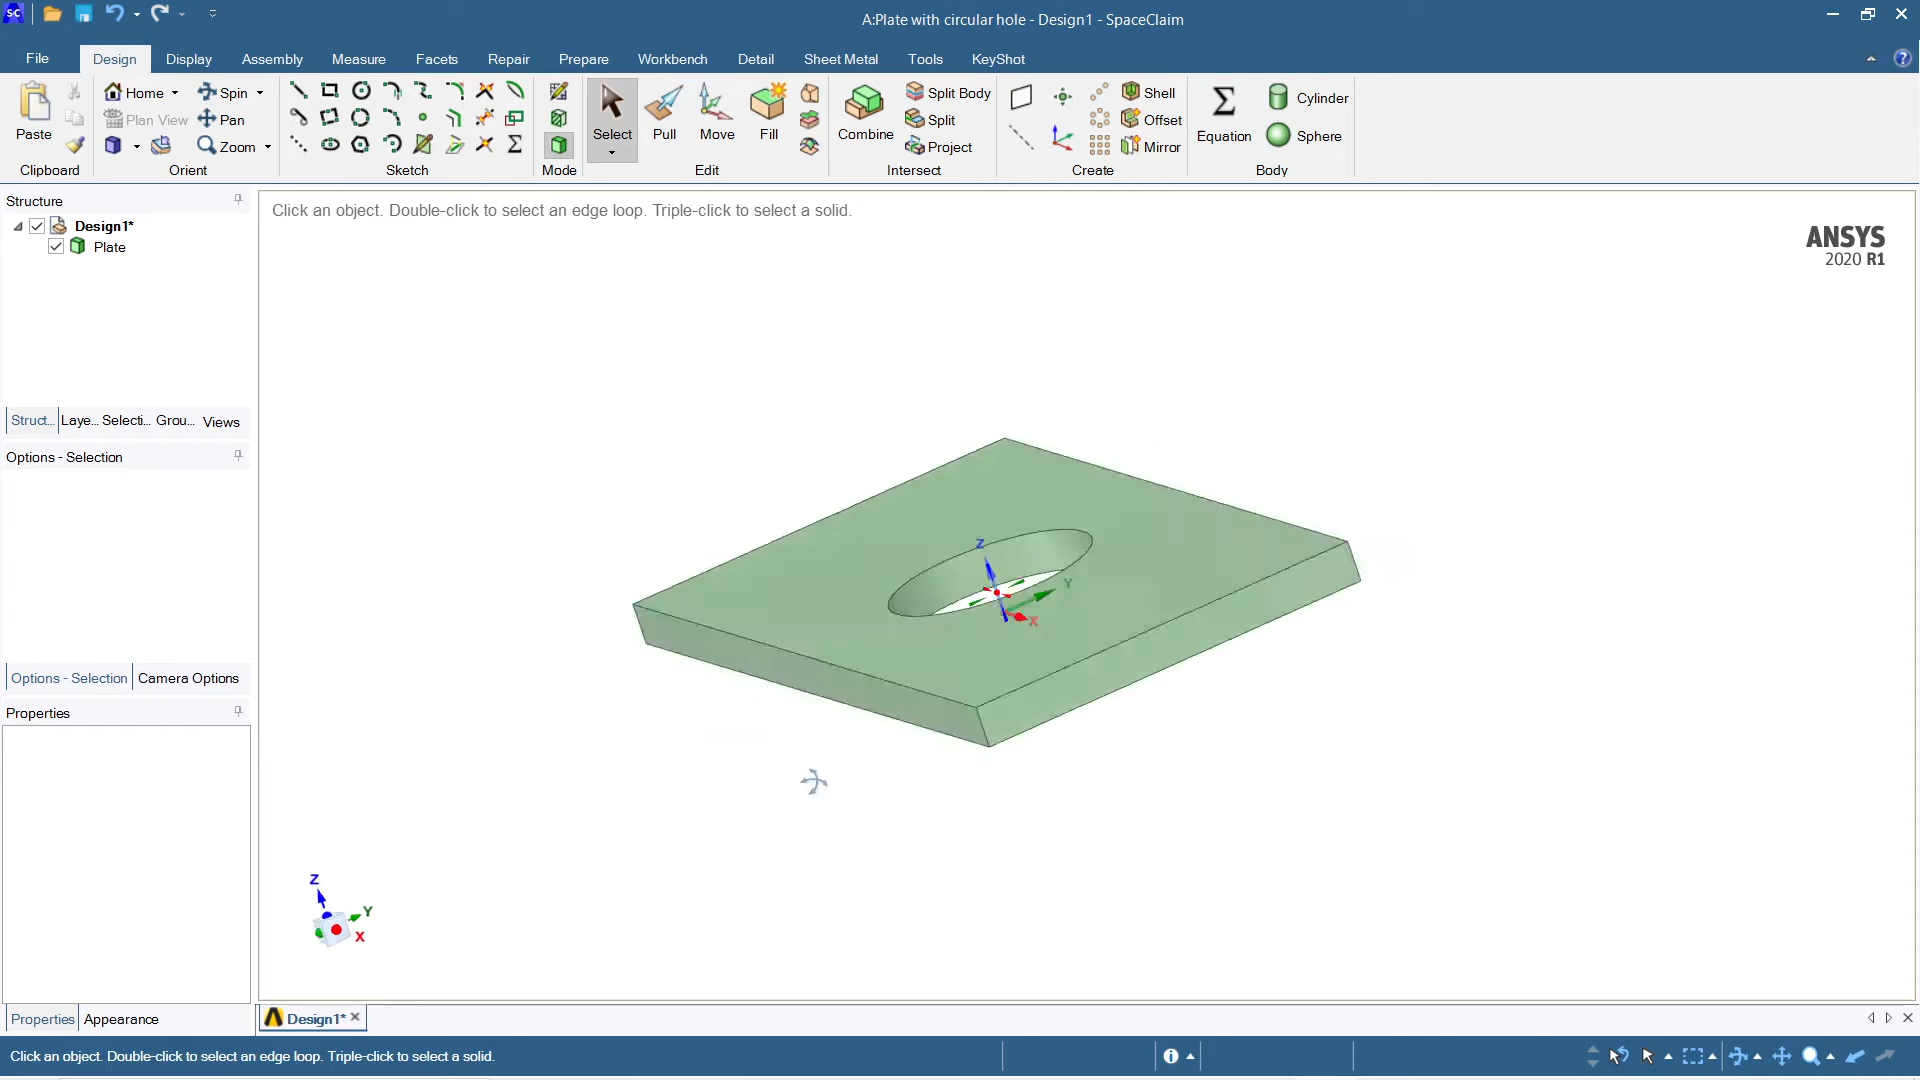 SC
A:Plate with circular hole - Design1 - SpaceClaim
File Design Display Assembly Measure Facets Repair Prepare Workbench Detail Sheet Metal Tools KeyShot
Paste
Clipboard
Home Spin
Plan View Pan
Zoom
Orient
Sketch
Mode
Select Pull Move Fill
Edit
Combine
Split Body
Split
Project
Intersect
Shell
Offset
Mirror
Create
Equation
Cylinder
Sphere
Body
Structure
Design1*
Plate
Struct... Laye... Selecti... Grou... Views
Options - Selection
Options - Selection Camera Options
Properties
Properties Appearance
Click an object. Double-click to select an edge loop. Triple-click to select a solid.
ANSYS
2020 R1
Z
Y
X
Z
Y
X
Design1*
Click an object. Double-click to select an edge loop. Triple-click to select a solid.